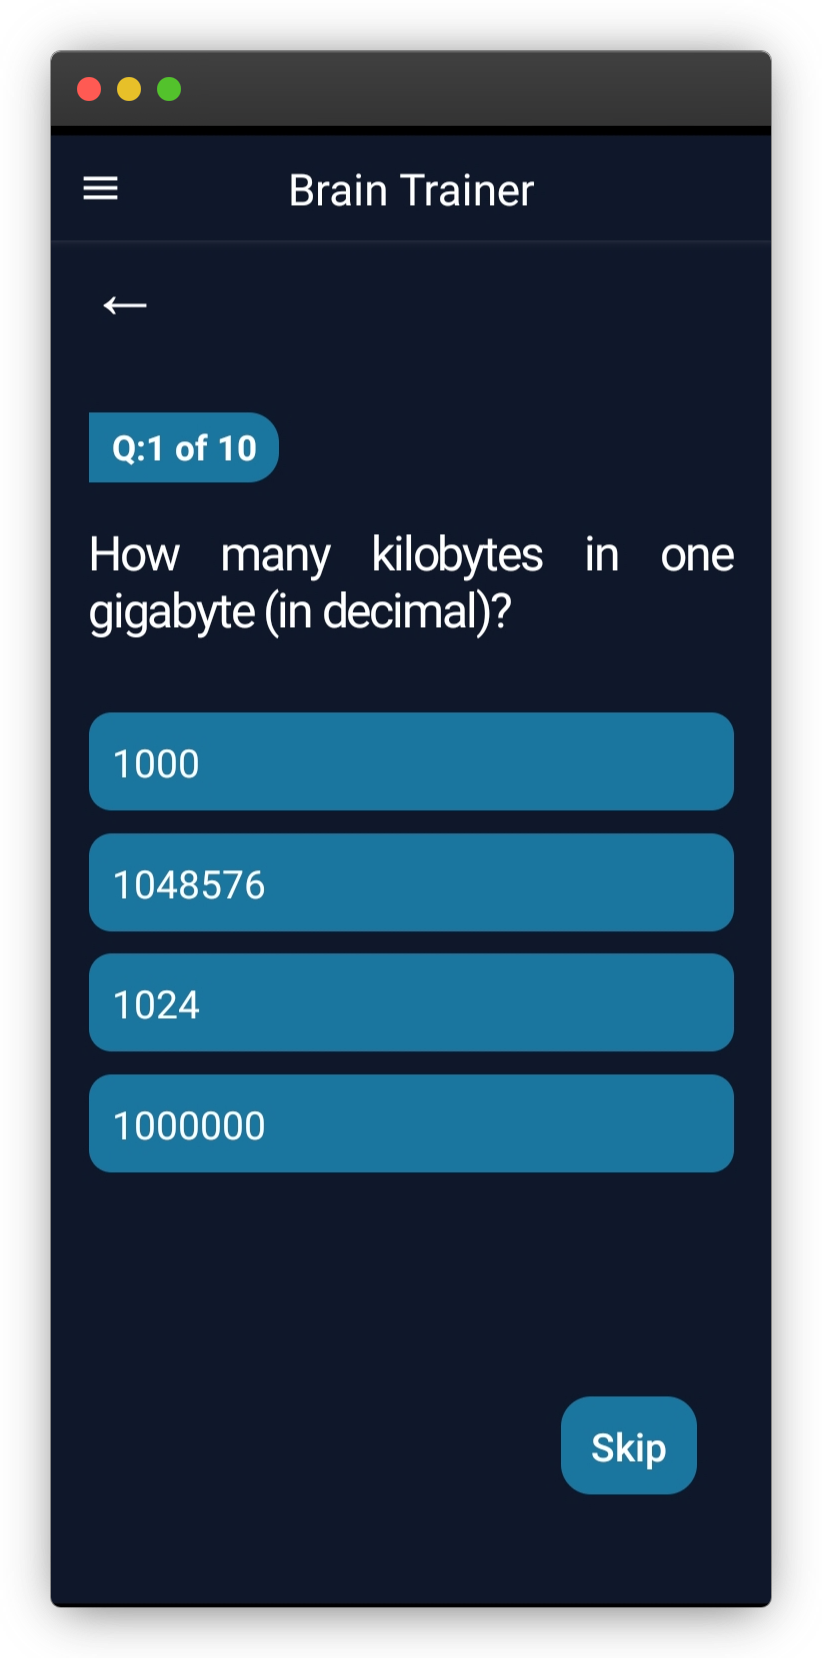 Brain Trainer
Q:1 of 10
How many kilobytes in one
gigabyte (in decimal)?
1000
1048576
1024
1000000
Skip